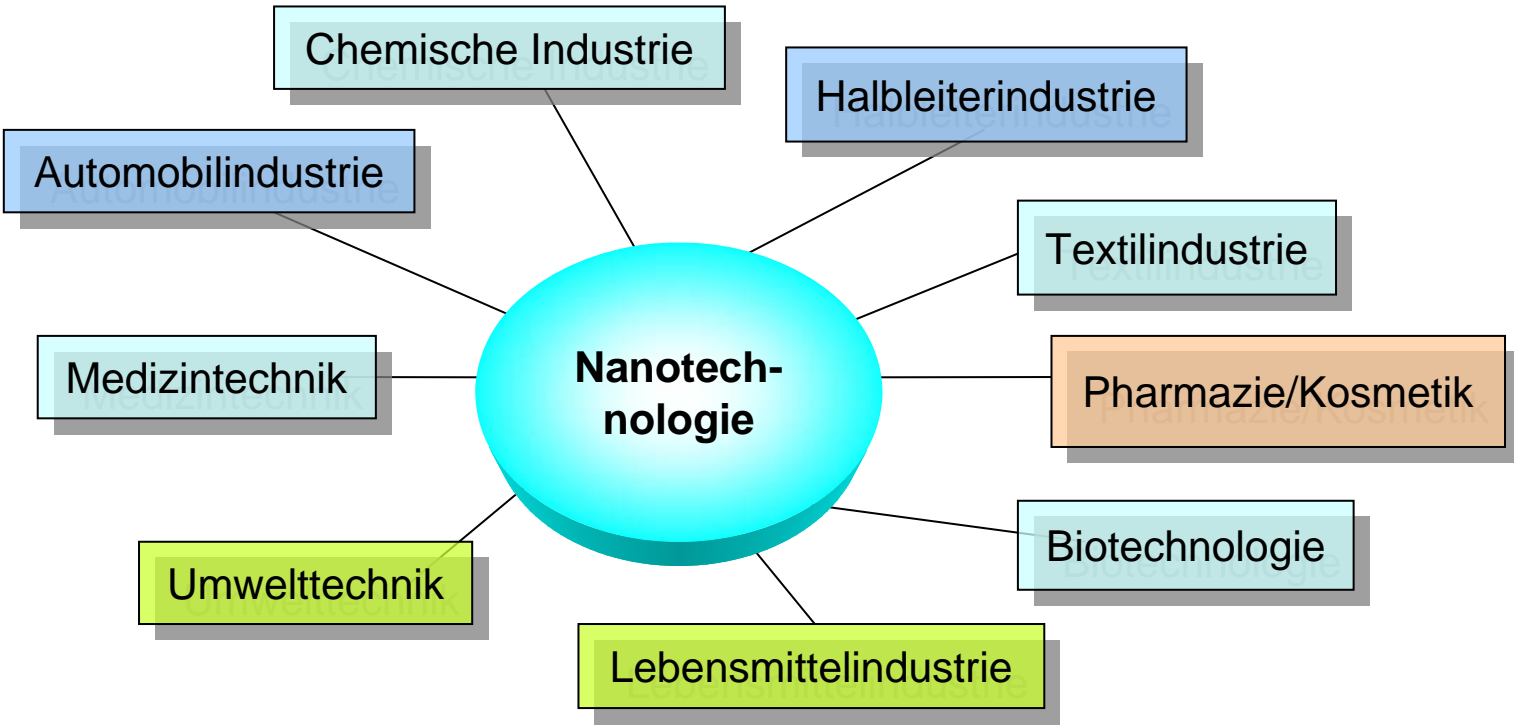 Chemische Industrie
Halbleiterindustrie
Automobilindustrie
Textilindustrie
Nanotech-
nologie
Medizintechnik
Pharmazie/Kosmetik
Biotechnologie
Umwelttechnik
Lebensmittelindustrie